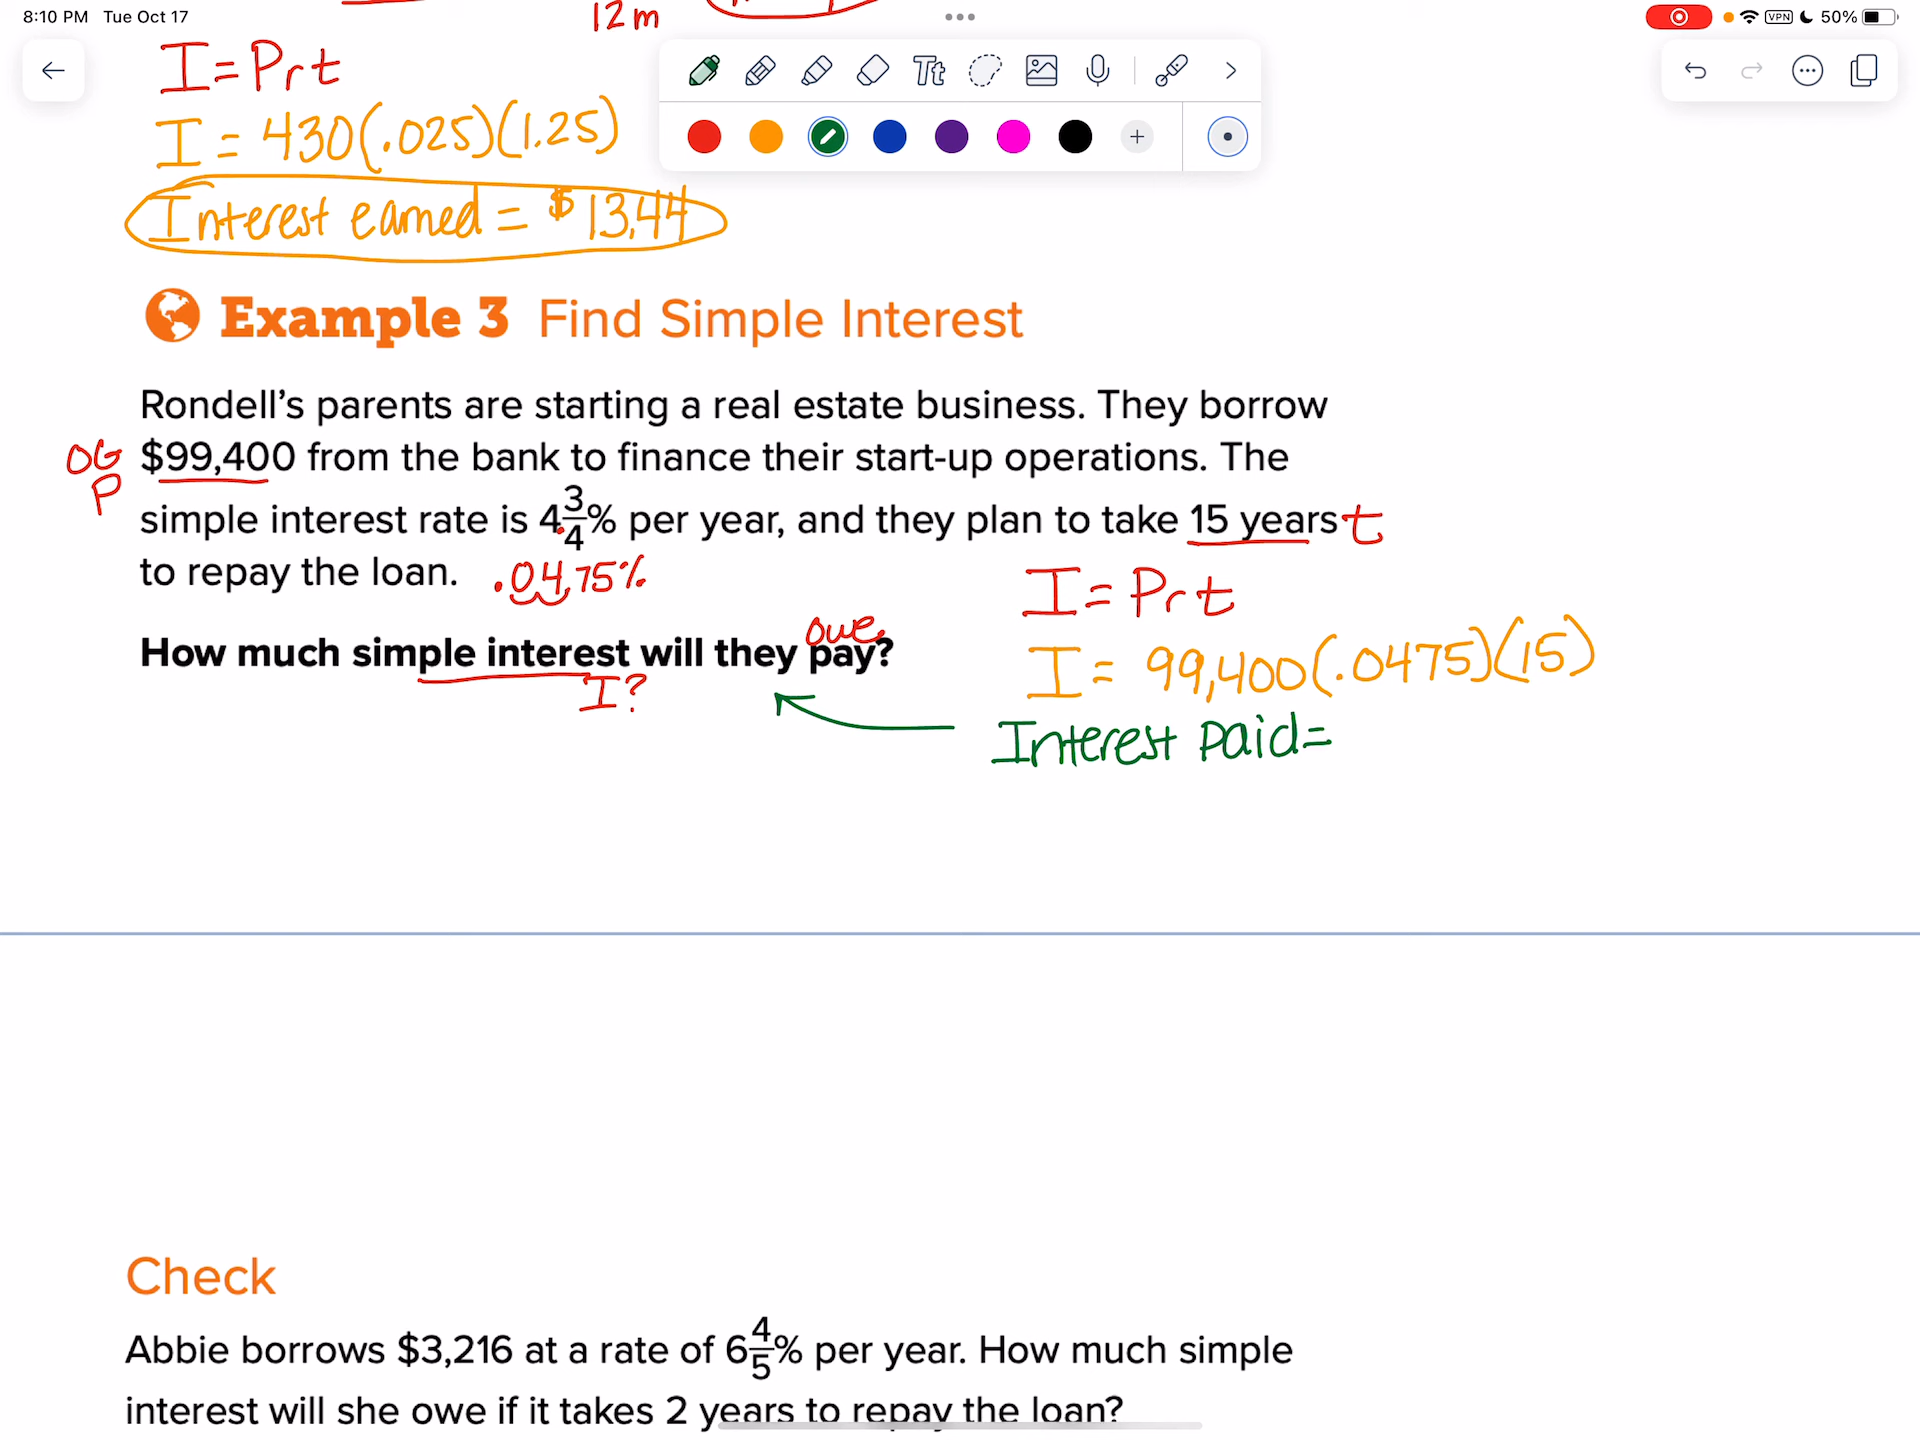 8:10 PM Tue Oct 17
VPN 50%
12m
I=Prt
I = 430(.025)(1.25)
Interest earned = $13.44
Tt
Example 3 Find Simple Interest
Rondell's parents are starting a real estate business. They borrow
OG $99,400 from the bank to finance their start-up operations. The
P
simple interest rate is 4 3/4% per year, and they plan to take 15 years t
to repay the loan. .04.75%
I=Prt
owe
How much simple interest will they pay?
I?
I = 99,400(.0475)(15)
Interest paid=
Check
Abbie borrows $3,216 at a rate of 6 4/5% per year. How much simple
interest will she owe if it takes 2 years to repay the loan?